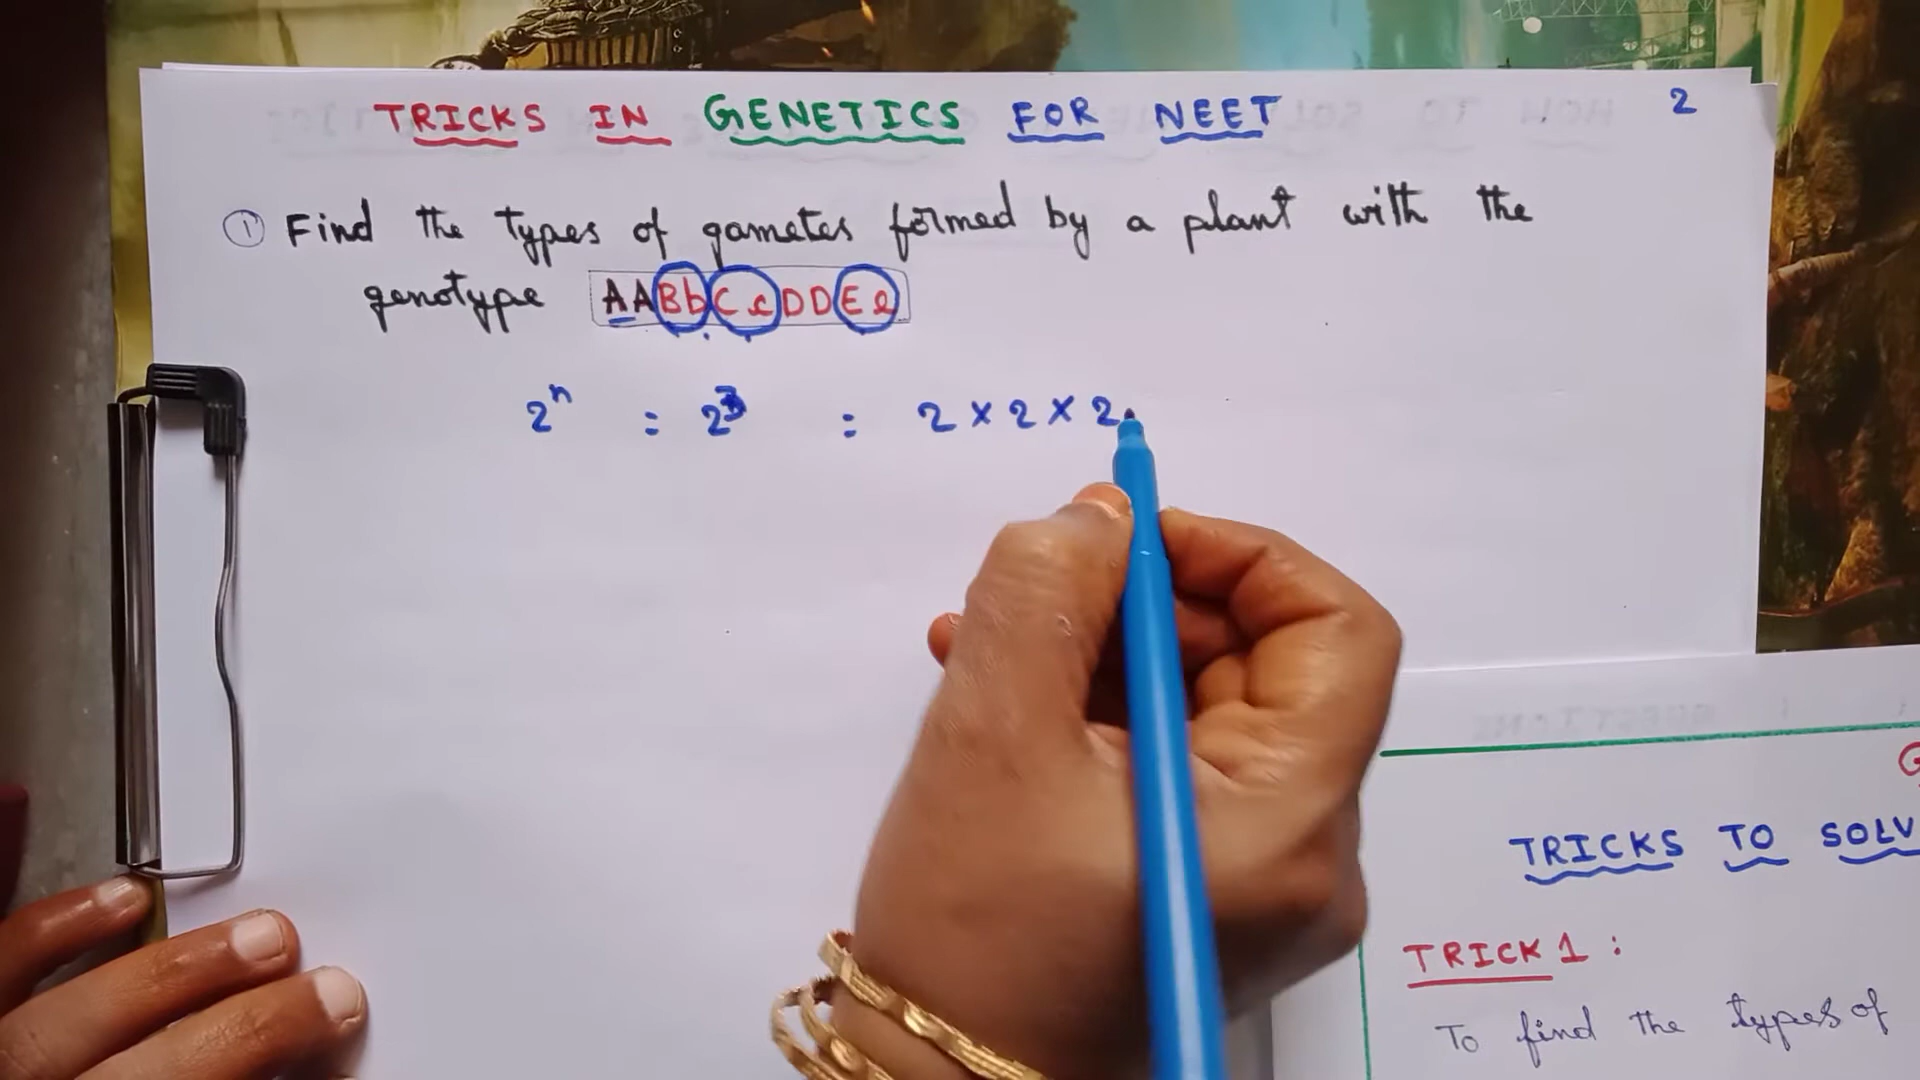 TRICKS IN GENETICS FOR NEET
2
① Find the types of gametes formed by a plant with the
genotype AABbCcDDEe
2ⁿ = 2³ = 2 × 2 × 2
TRICKS TO SOLV
TRICK 1 :
To find the types of